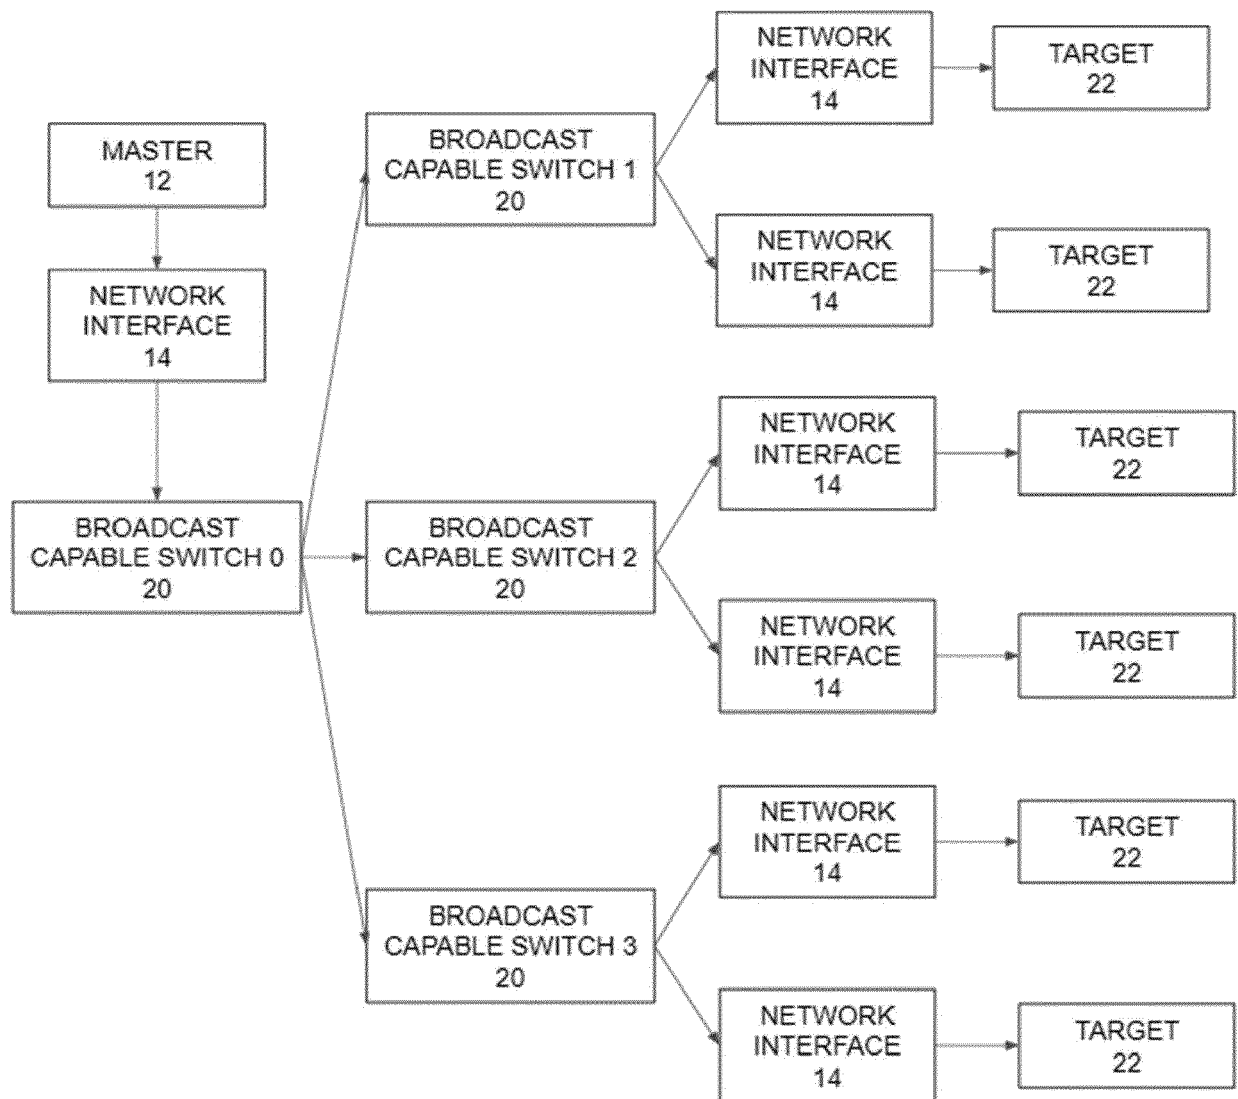 MASTER
12
NETWORK
INTERFACE
14
BROADCAST
CAPABLE SWITCH 0
20
BROADCAST
CAPABLE SWITCH 1
20
NETWORK
INTERFACE
14
TARGET
22
NETWORK
INTERFACE
14
TARGET
22
BROADCAST
CAPABLE SWITCH 2
20
NETWORK
INTERFACE
14
TARGET
22
NETWORK
INTERFACE
14
TARGET
22
BROADCAST
CAPABLE SWITCH 3
20
NETWORK
INTERFACE
14
TARGET
22
NETWORK
INTERFACE
14
TARGET
22